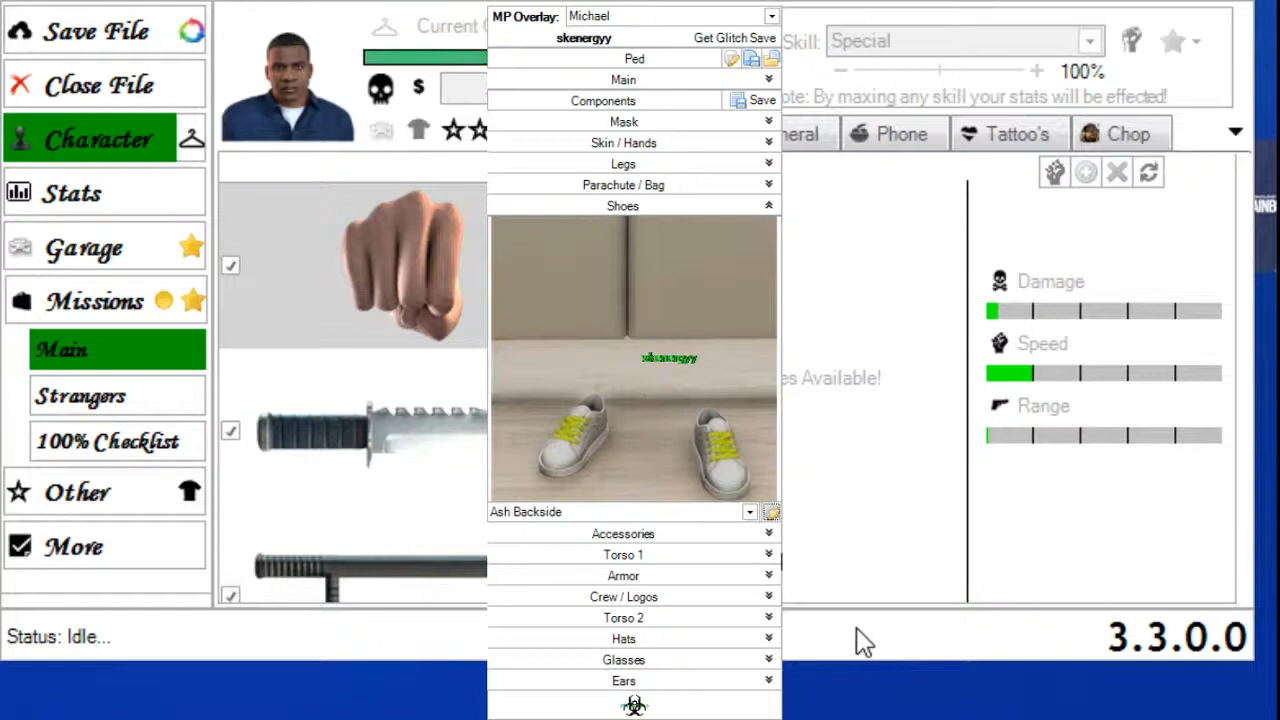 Save File
Close File
Character
Stats
Garage
Missions
Main
Strangers
100% Checklist
Other
More
Status: Idle...
Current
$
MP Overlay: Michael
skenergyy Get Glitch Save
Ped
Main
Components Save
Mask
Skin / Hands
Legs
Parachute / Bag
Shoes
skenergyy
Ash Backside
Accessories
Torso 1
Armor
Crew / Logos
Torso 2
Hats
Glasses
Ears
Skill: Special
100%
ote: By maxing any skill your stats will be effected!
neral Phone Tattoo's Chop
es Available!
Damage
Speed
Range
3.3.0.0